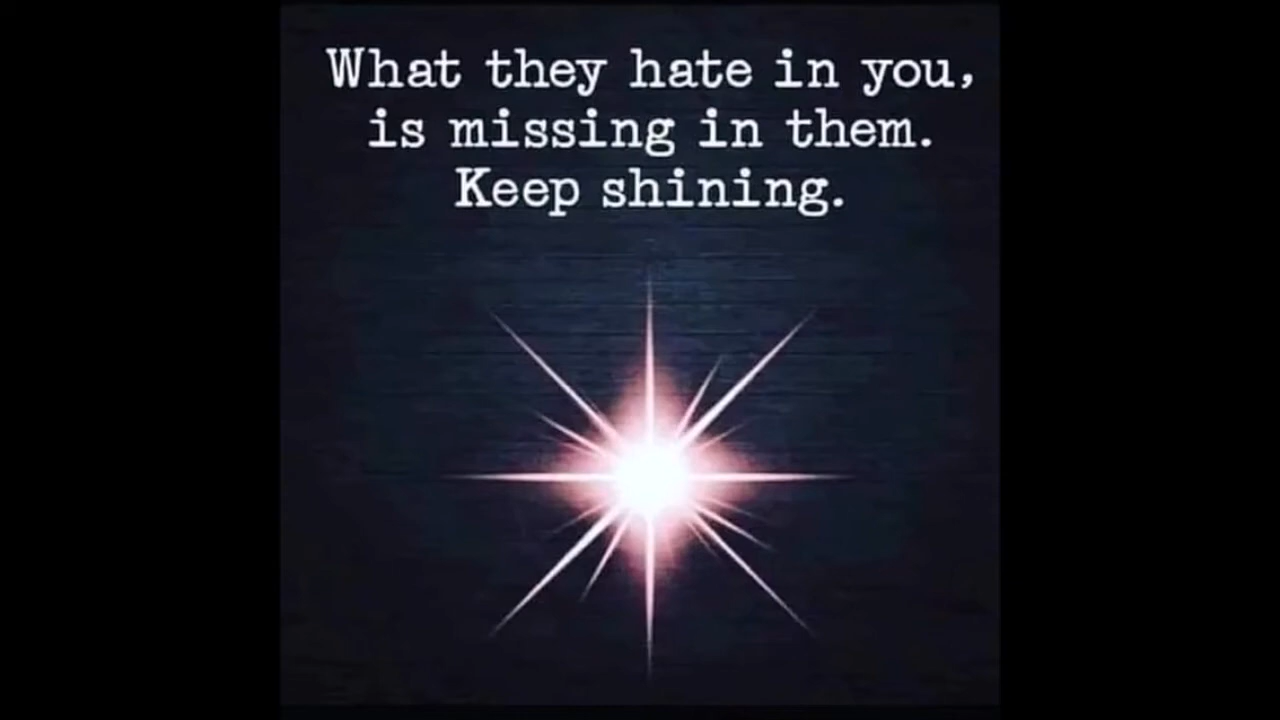 What they hate in you,
is missing in them.
Keep shining.